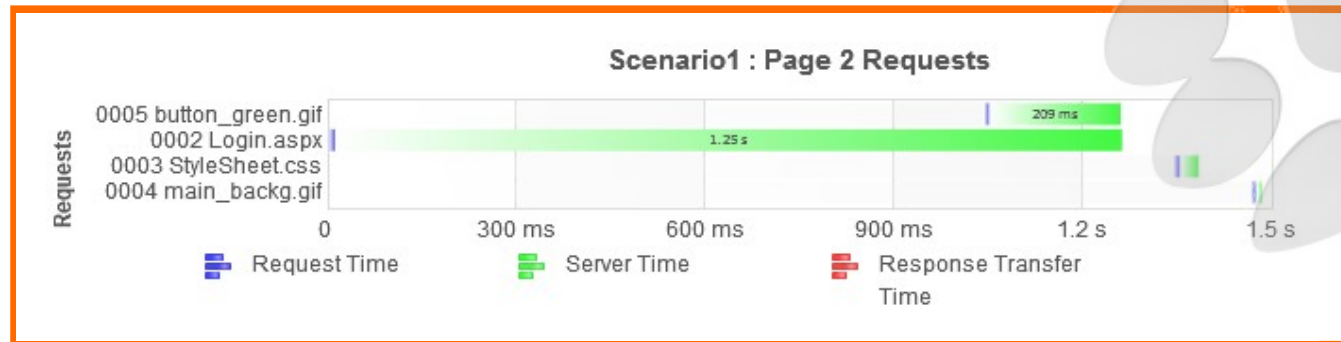 Scenario1 : Page 2 Requests
Requests
0005 button_green.gif
209 ms
0002 Login.aspx
1.25 s
0003 StyleSheet.css
0004 main_backg.gif
0 300 ms 600 ms 900 ms 1.2 s 1.5 s
Request Time Server Time Response Transfer
Time